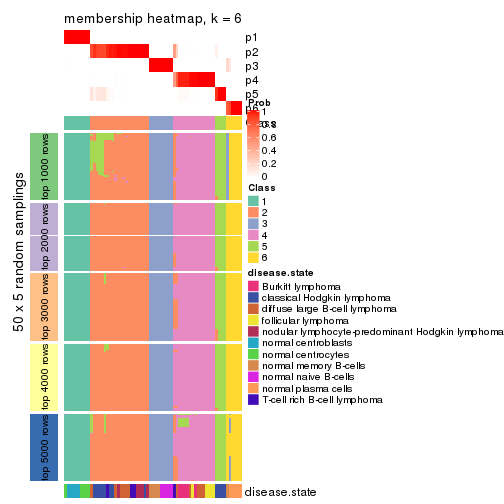 membership heatmap, k = 6
p1
p2
p3
p4
p5
p6
Prob
1
0.8
0.6
0.4
0.2
0
Class
1
2
3
4
5
6
disease.state
Burkitt lymphoma
classical Hodgkin lymphoma
diffuse large B-cell lymphoma
follicular lymphoma
nodular lymphocyte-predominant Hodgkin lymphoma
normal centroblasts
normal centrocytes
normal memory B-cells
normal naive B-cells
normal plasma cells
T-cell rich B-cell lymphoma
50 x 5 random samplings
top 1000 rows
top 2000 rows
top 3000 rows
top 4000 rows
top 5000 rows
disease.state